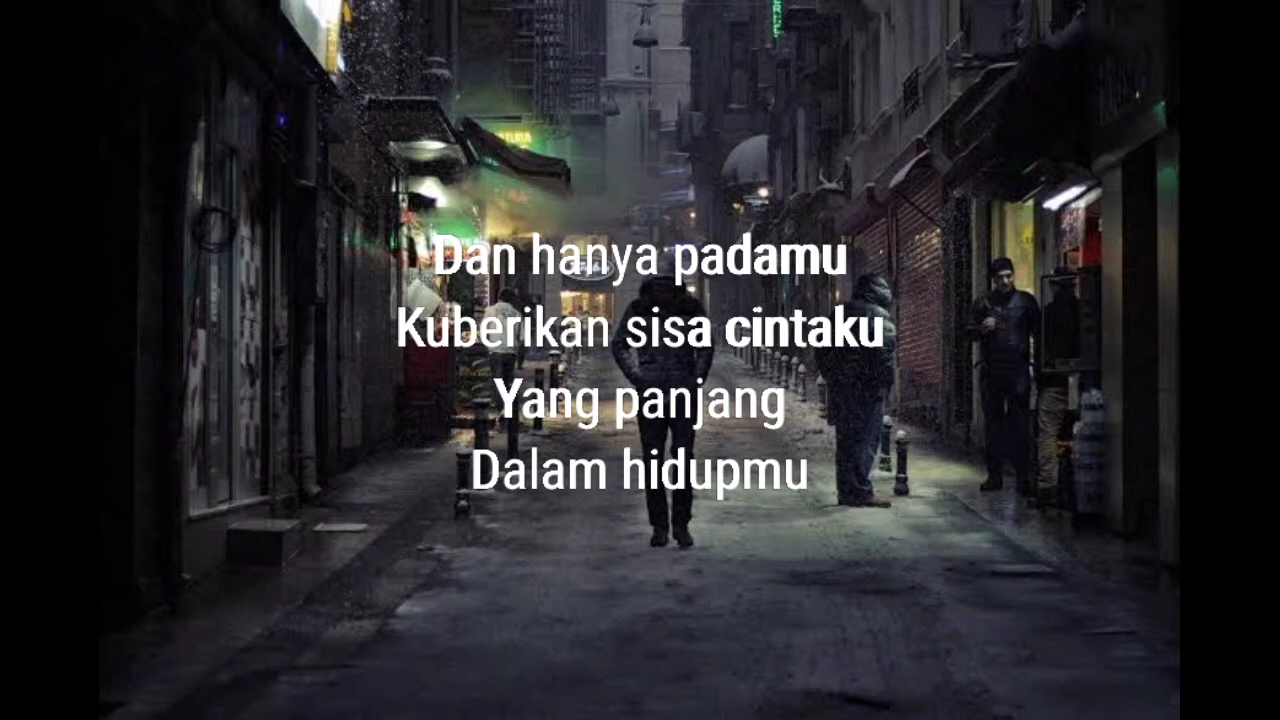 Dan hanya padamu
Kuberikan sisa cintaku
Yang panjang
Dalam hidupmu